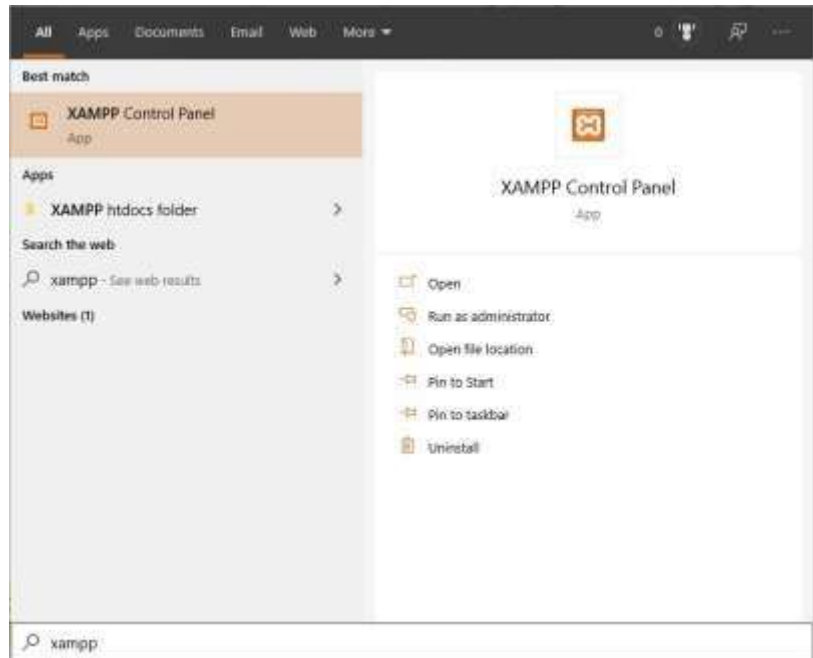 All Apps Documents Email Web More
0
Best match
XAMPP Control Panel
App
Apps
XAMPP htdocs folder
Search the web
xampp - See web results
Websites (1)
XAMPP Control Panel
App
Open
Run as administrator
Open file location
Pin to Start
Pin to taskbar
Uninstall
xampp